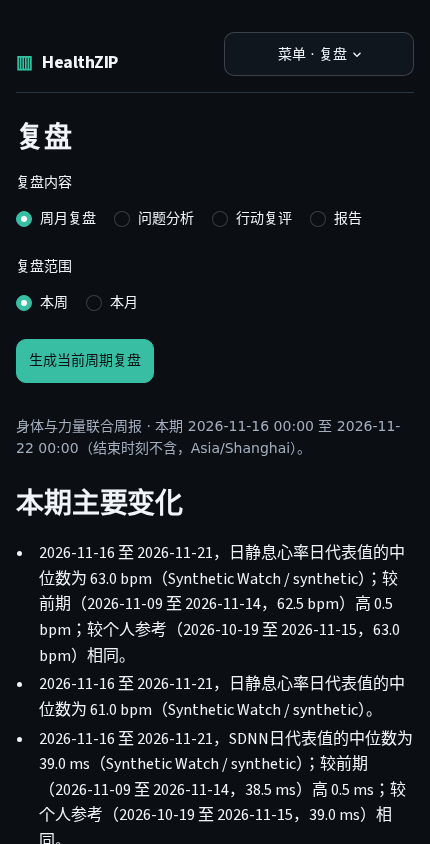 HealthZIP
菜单 · 复盘
复盘
复盘内容
周月复盘 问题分析 行动复评 报告
复盘范围
本周 本月
生成当前周期复盘
身体与力量联合周报 · 本期 2026-11-16 00:00 至 2026-11-
22 00:00（结束时刻不含，Asia/Shanghai）。
本期主要变化
2026-11-16 至 2026-11-21，日静息心率日代表值的中
位数为 63.0 bpm（Synthetic Watch / synthetic）；较
前期（2026-11-09 至 2026-11-14，62.5 bpm）高 0.5
bpm；较个人参考（2026-10-19 至 2026-11-15，63.0
bpm）相同。
2026-11-16 至 2026-11-21，日静息心率日代表值的中
位数为 61.0 bpm（Synthetic Watch / synthetic）。
2026-11-16 至 2026-11-21，SDNN日代表值的中位数为
39.0 ms（Synthetic Watch / synthetic）；较前期
（2026-11-09 至 2026-11-14，38.5 ms）高 0.5 ms；较
个人参考（2026-10-19 至 2026-11-15，39.0 ms）相
同。